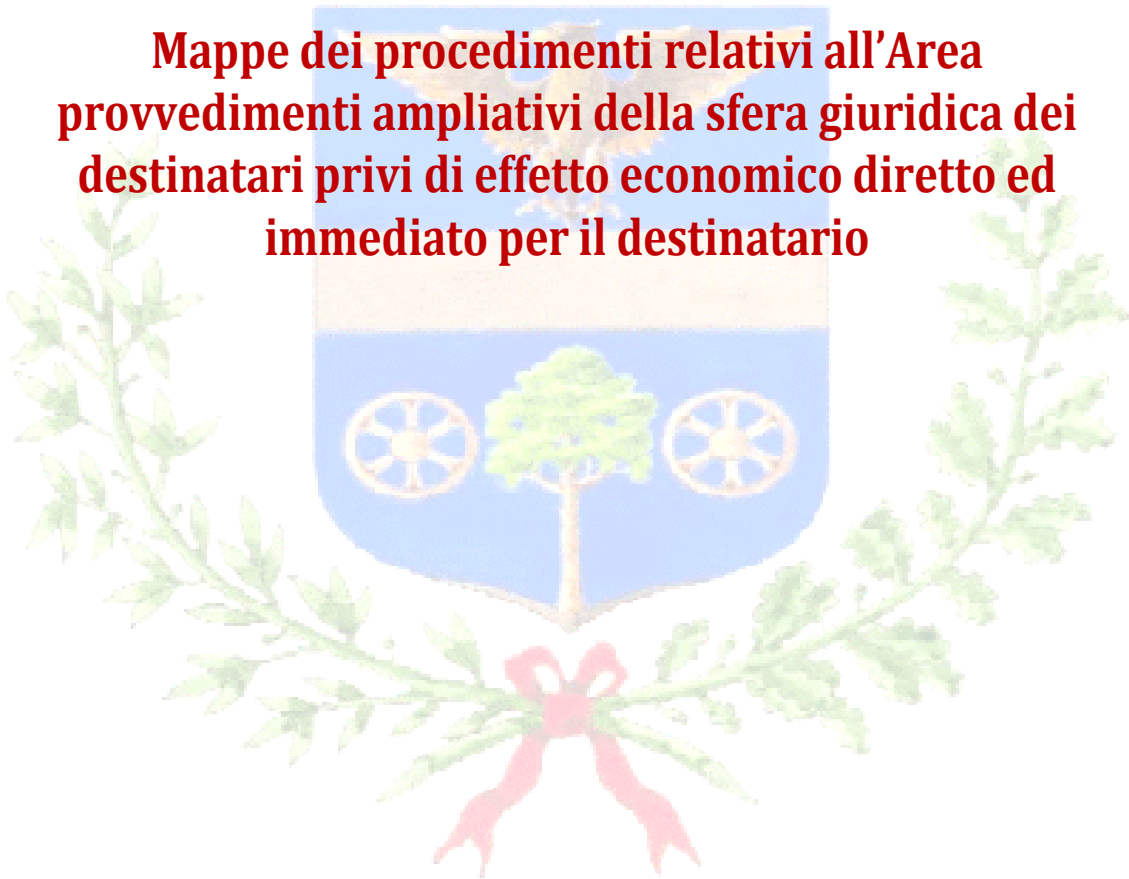 Mappe dei procedimenti relativi all’Area
provvedimenti ampliativi della sfera giuridica dei
destinatari privi di effetto economico diretto ed
immediato per il destinatario